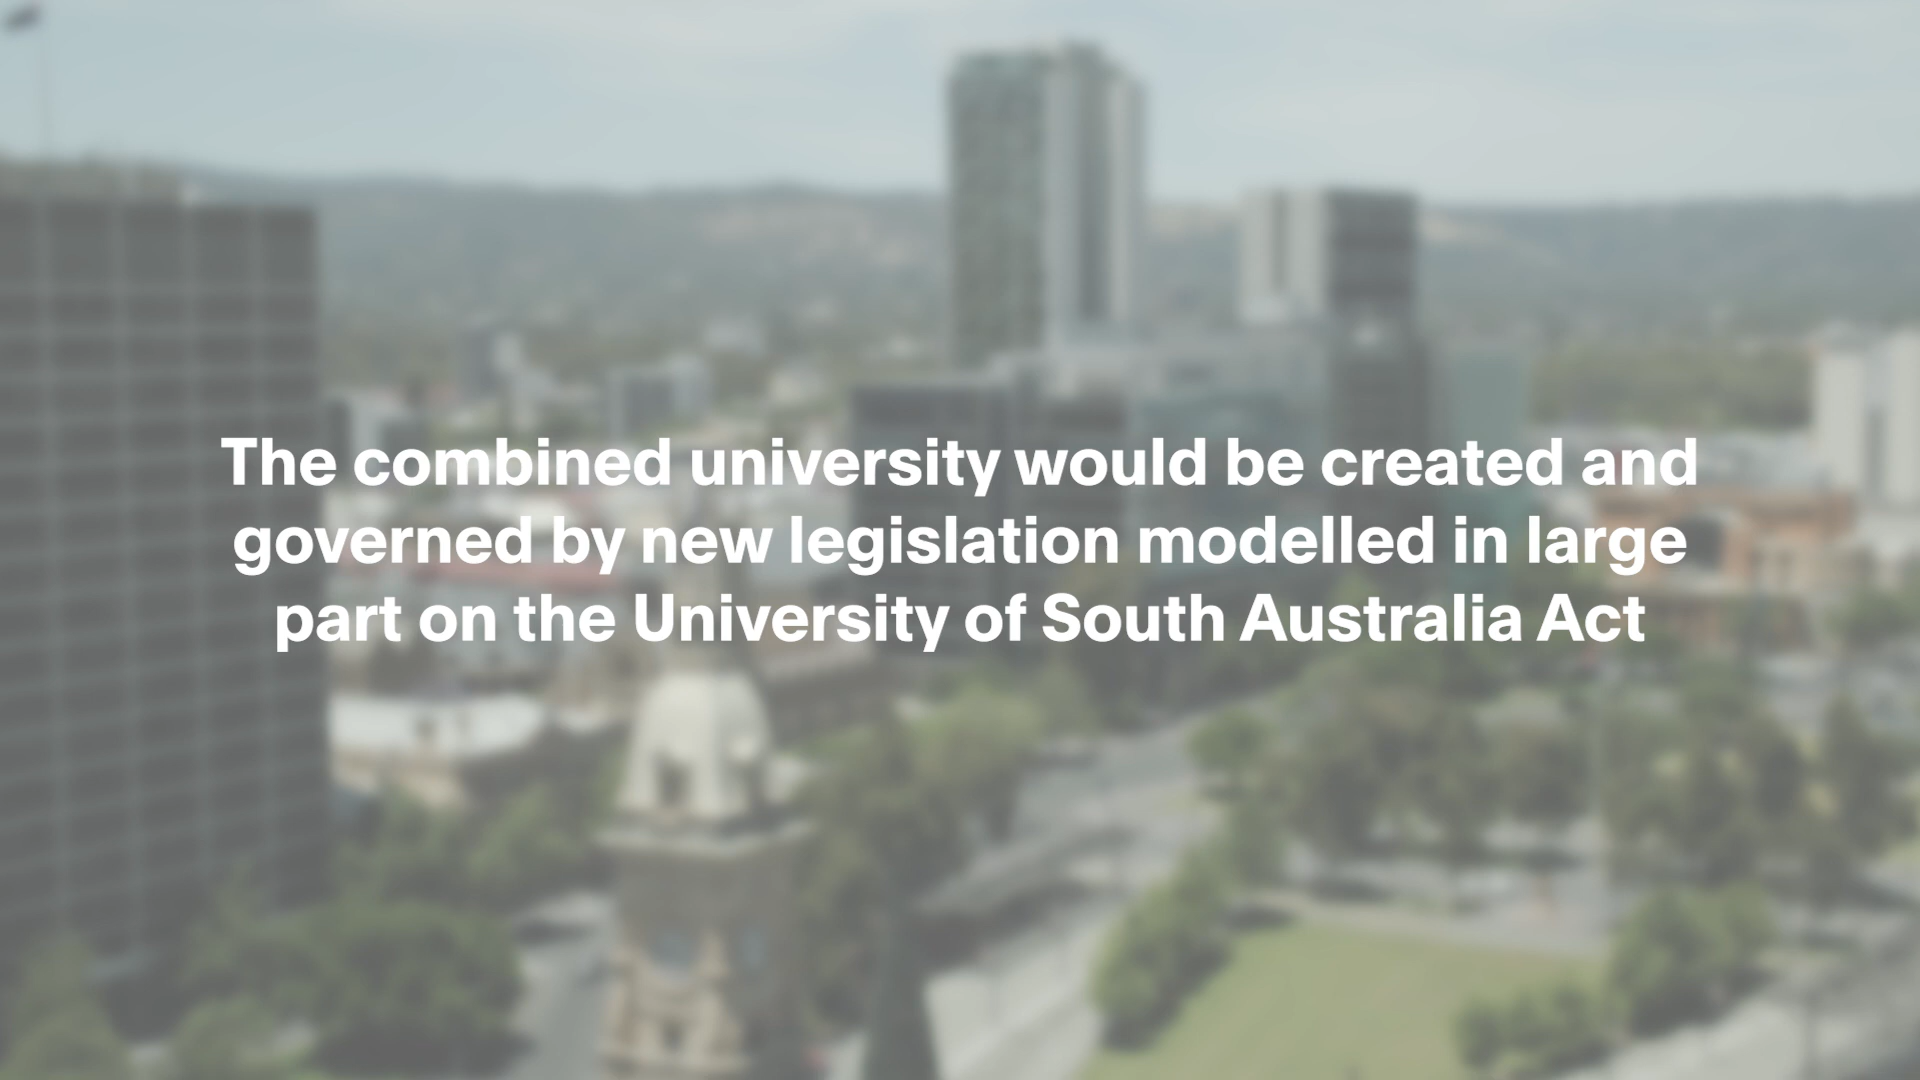 The combined university would be created and
governed by new legislation modelled in large
part on the University of South Australia Act